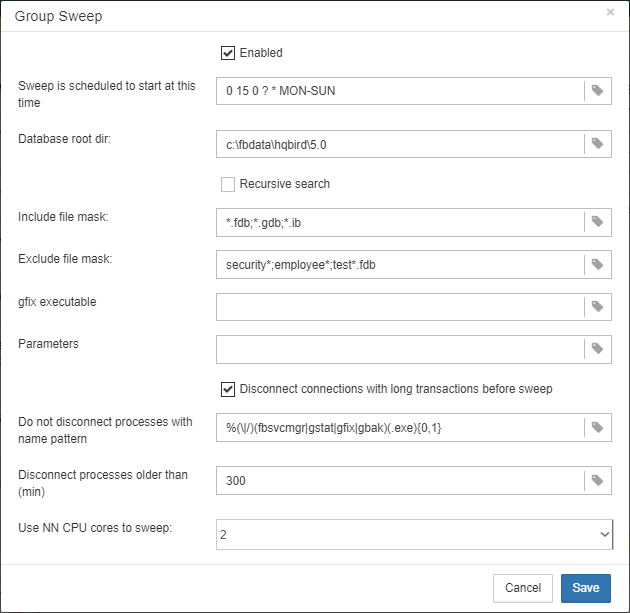 Group Sweep
×
Enabled
Sweep is scheduled to start at this
time
0 15 0 ? * MON-SUN
Database root dir:
c:\fbdata\hqbird\5.0
Recursive search
Include file mask:
*.fdb;*.gdb;*.ib
Exclude file mask:
security*;employee*;test*.fdb
gfix executable
Parameters
Disconnect connections with long transactions before sweep
Do not disconnect processes with
name pattern
%(\|/)(fbsvcmgr|gstat|gfix|gbak)(.exe){0,1}
Disconnect processes older than
(min)
300
Use NN CPU cores to sweep:
2
Cancel
Save